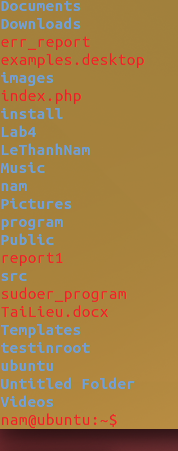 Documents
Downloads
err_report
examples.desktop
images
index.php
install
Lab4
LeThanhNam
Music
nam
Pictures
program
Public
report1
src
sudoer_program
TaiLieu.docx
Templates
testinroot
ubuntu
Untitled Folder
Videos
nam@ubuntu:~$